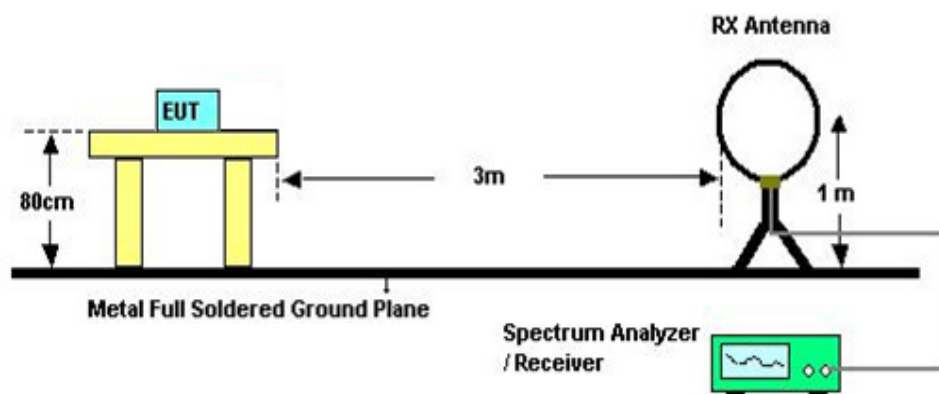 RX Antenna
EUT
80cm
3m
1 m
Metal Full Soldered Ground Plane
Spectrum Analyzer
/ Receiver